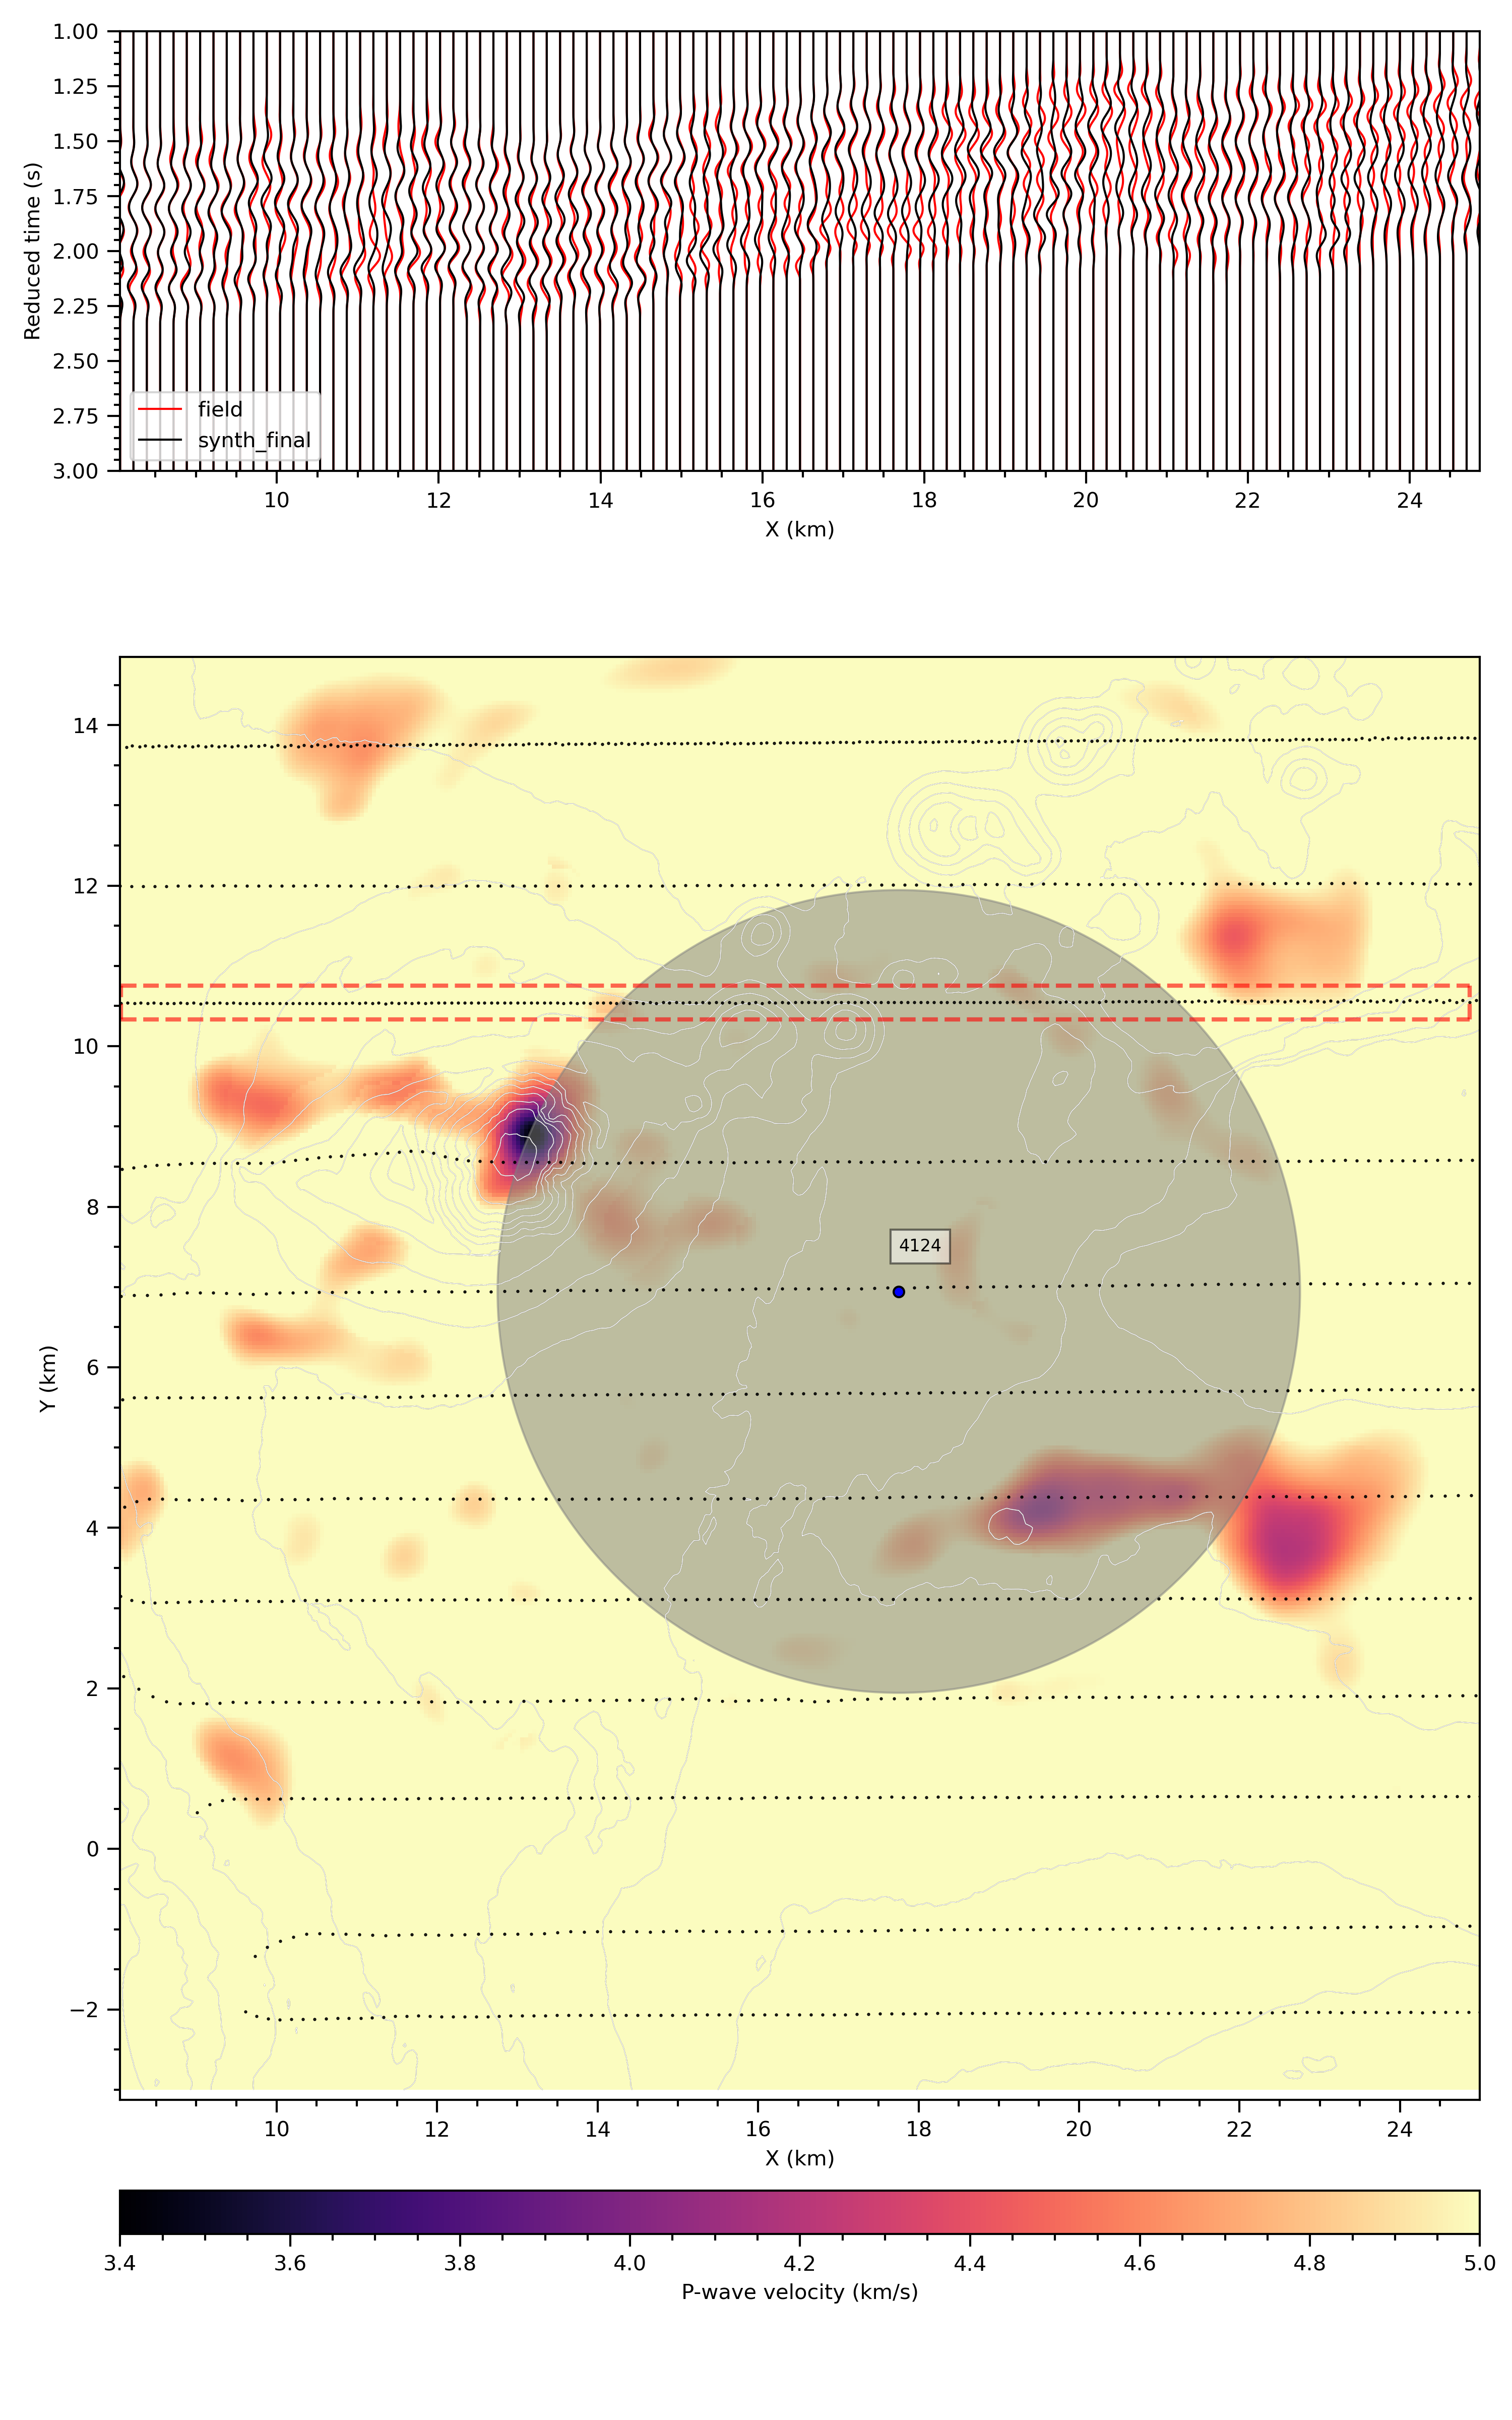 1.00
1.25
1.50
1.75
2.00
2.25
2.50
2.75
3.00
Reduced time (s)
field
synth_final
10 12 14 16 18 20 22 24
X (km)
14
12
10
8
6
4
2
0
−2
Y (km)
4124
10 12 14 16 18 20 22 24
X (km)
3.4 3.6 3.8 4.0 4.2 4.4 4.6 4.8 5.0
P-wave velocity (km/s)